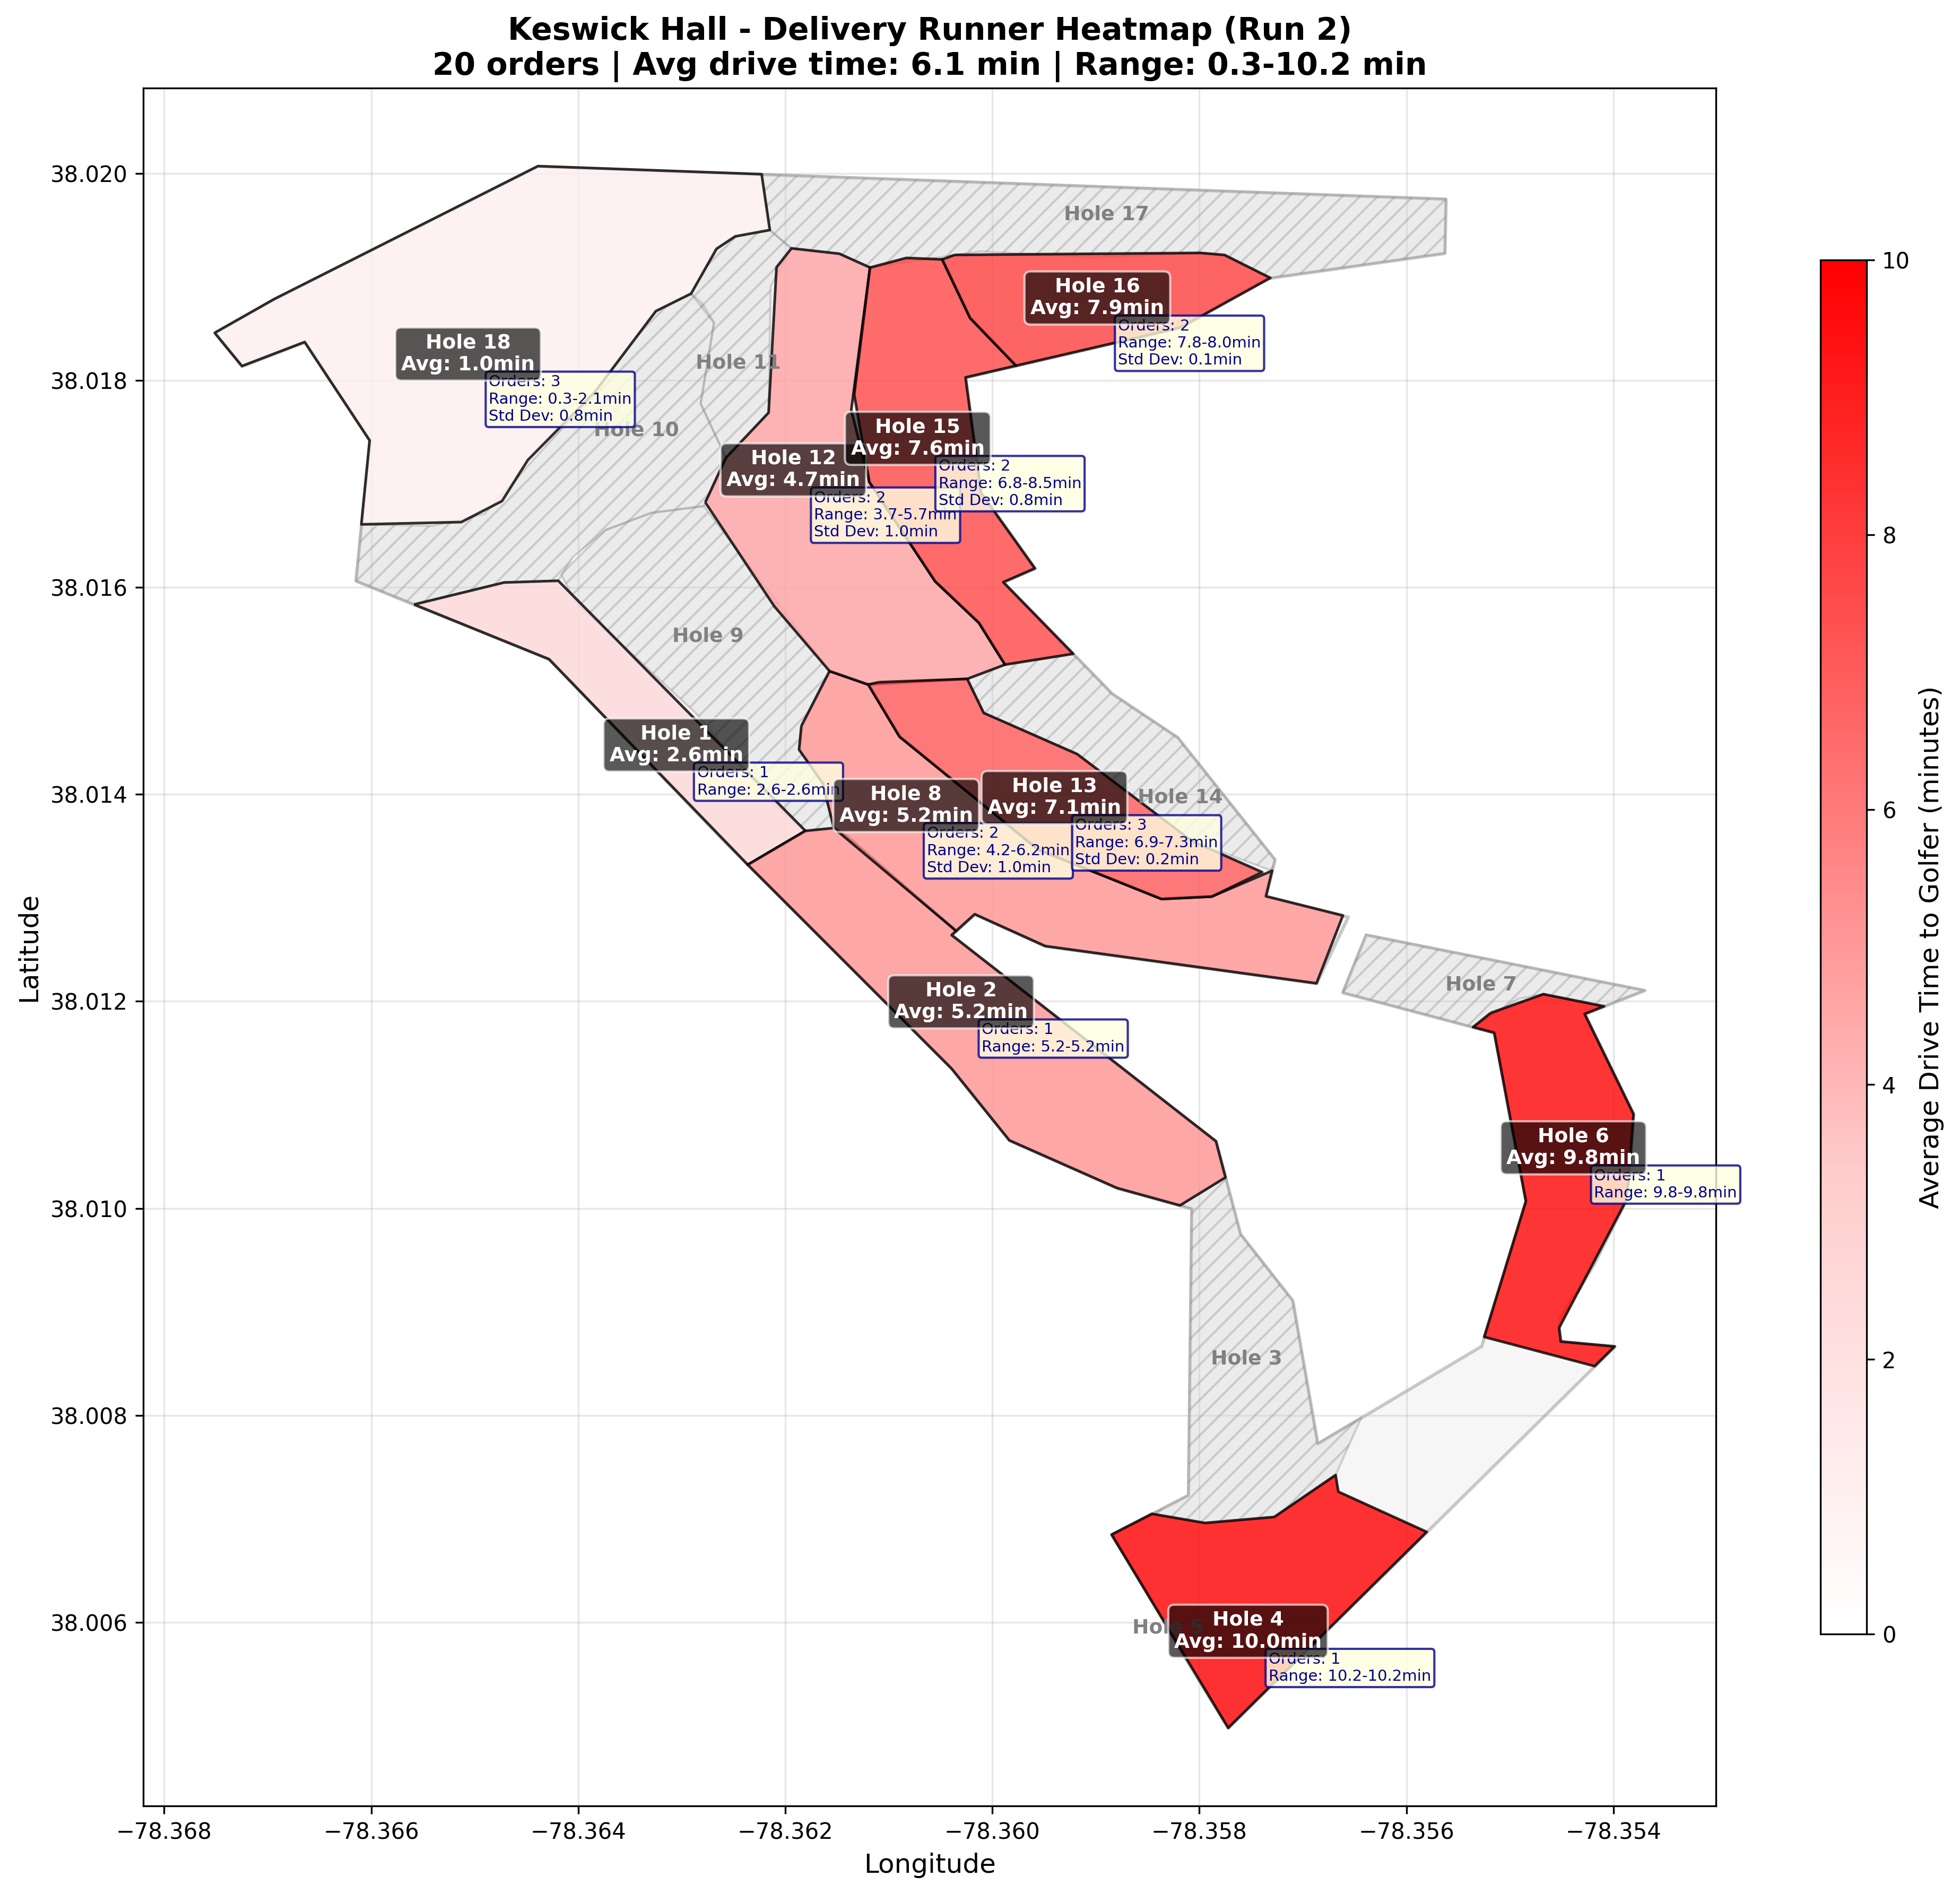 Keswick Hall - Delivery Runner Heatmap (Run 2)
20 orders | Avg drive time: 6.1 min | Range: 0.3-10.2 min
Hole 17
Hole 16
Avg: 7.9min
Orders: 2
Range: 7.8-8.0min
Std Dev: 0.1min
Hole 18
Avg: 1.0min
Orders: 3
Range: 0.3-2.1min
Std Dev: 0.8min
Hole 11
Hole 10
Hole 15
Avg: 7.6min
Orders: 2
Range: 6.8-8.5min
Std Dev: 0.8min
Hole 12
Avg: 4.7min
Orders: 2
Range: 3.7-5.7min
Std Dev: 1.0min
Hole 9
Hole 1
Avg: 2.6min
Orders: 1
Range: 2.6-2.6min
Hole 8
Avg: 5.2min
Orders: 2
Range: 4.2-6.2min
Std Dev: 1.0min
Hole 13
Avg: 7.1min
Orders: 3
Range: 6.9-7.3min
Std Dev: 0.2min
Hole 14
Hole 7
Hole 2
Avg: 5.2min
Orders: 1
Range: 5.2-5.2min
Hole 6
Avg: 9.8min
Orders: 1
Range: 9.8-9.8min
Hole 3
Hole 5
Hole 4
Avg: 10.0min
Orders: 1
Range: 10.2-10.2min
38.020
38.018
38.016
38.014
38.012
38.010
38.008
38.006
Latitude
−78.368
−78.366
−78.364
−78.362
−78.360
−78.358
−78.356
−78.354
Longitude
10
8
6
4
2
0
Average Drive Time to Golfer (minutes)